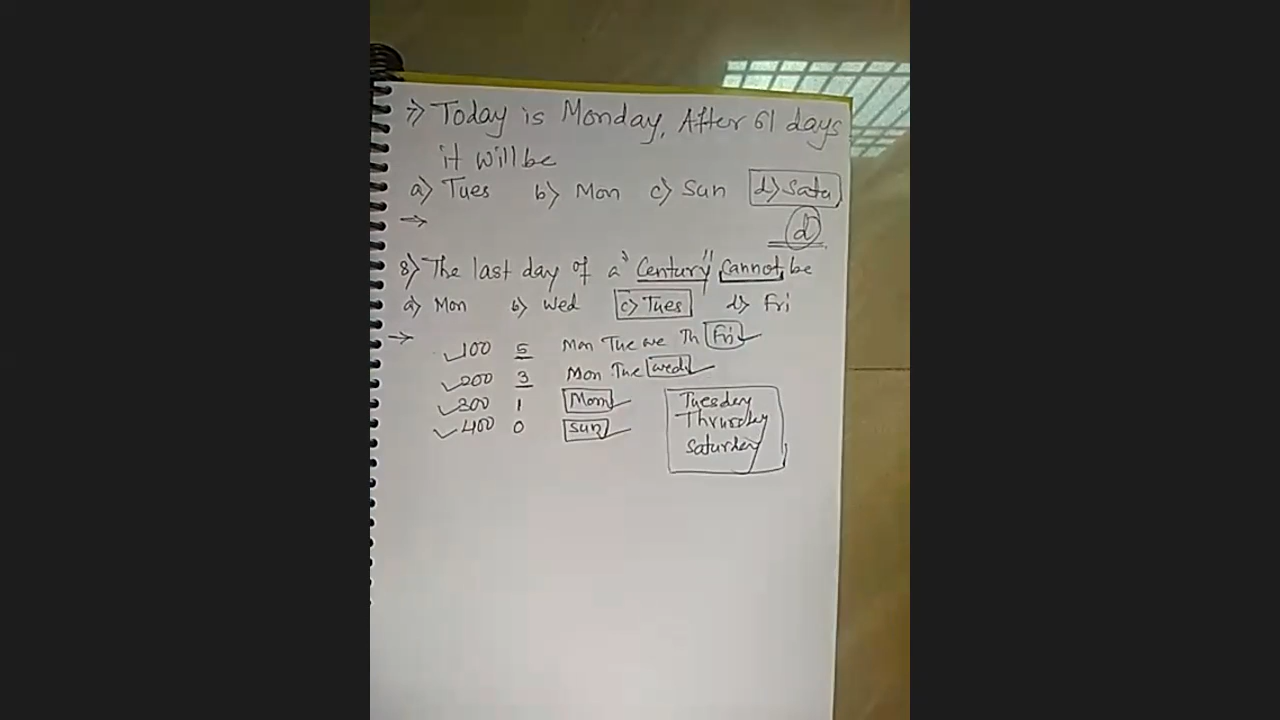 7) Today is Monday, After 61 days
it will be
a) Tues b) Mon c) Sun d) Satu
→ d
8) The last day of a "Century" cannot be
a) Mon b) Wed c) Tues d) Fri
→ 100 5 Mon Tue we Th Fri
200 3 Mon Tue wed
300 1 Mon
400 0 Sun
Tuesday
Thrusday
Saturday